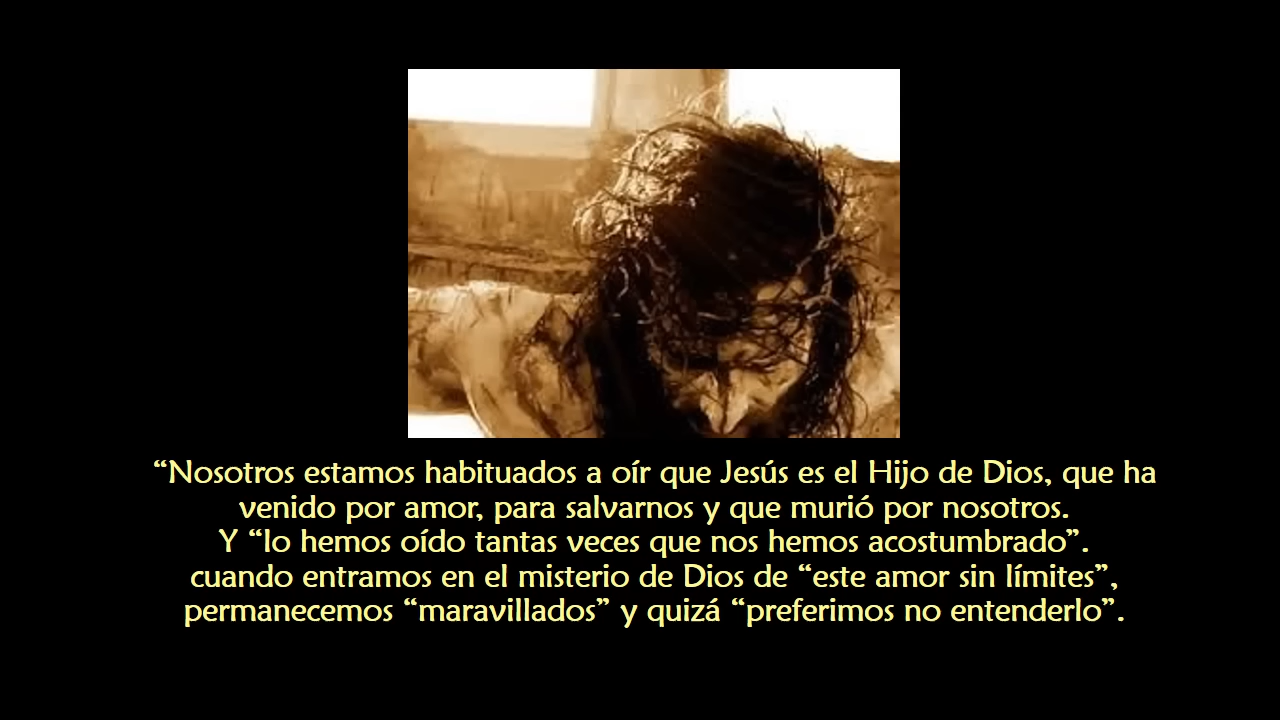 “Nosotros estamos habituados a oír que Jesús es el Hijo de Dios, que ha
venido por amor, para salvarnos y que murió por nosotros.
Y “lo hemos oído tantas veces que nos hemos acostumbrado”.
cuando entramos en el misterio de Dios de “este amor sin límites”,
permanecemos “maravillados” y quizá “preferimos no entenderlo”.